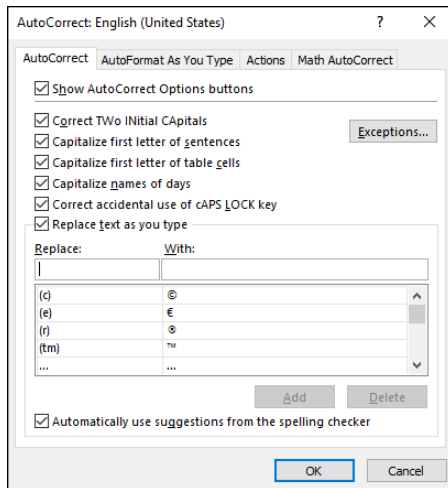 AutoCorrect: English (United States) ? ×
AutoCorrect AutoFormat As You Type Actions Math AutoCorrect
Show AutoCorrect Options buttons
Correct TWo INitial CApitals
Exceptions...
Capitalize first letter of sentences
Capitalize first letter of table cells
Capitalize names of days
Correct accidental use of cAPS LOCK key
Replace text as you type
Replace: With:
(c) ©
(e) €
(r) ®
(tm) ™
... ...
Add Delete
Automatically use suggestions from the spelling checker
OK Cancel